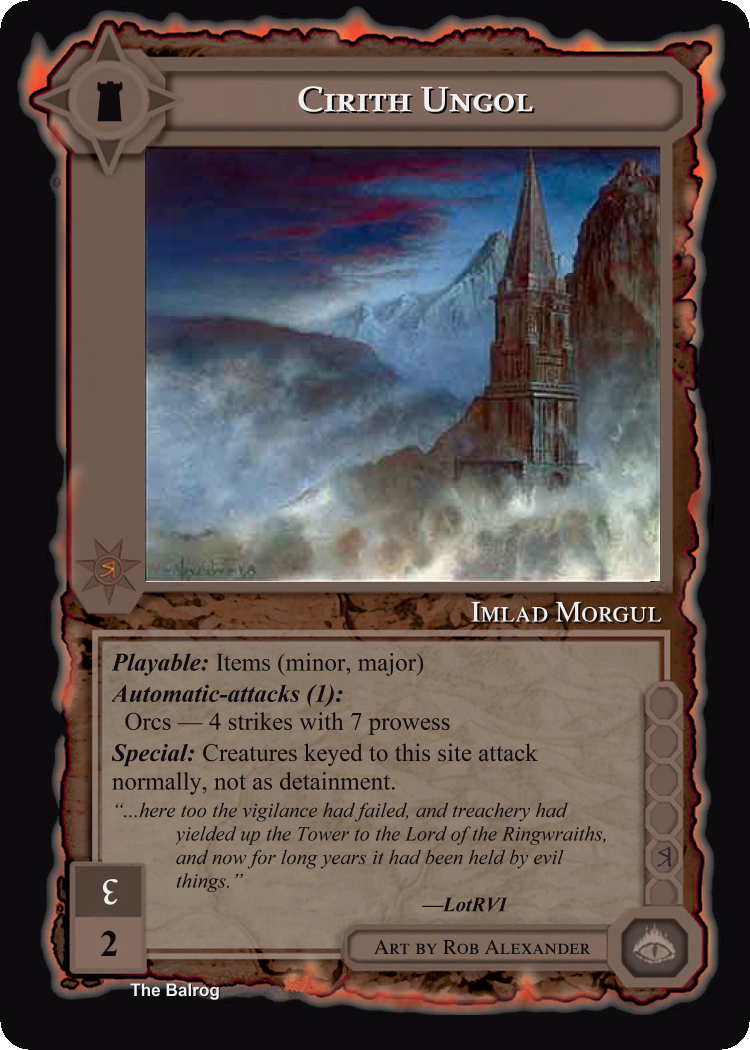 Cirith Ungol
Imlad Morgul
Playable: Items (minor, major)
Automatic-attacks (1):
Orcs — 4 strikes with 7 prowess
Special: Creatures keyed to this site attack
normally, not as detainment.
“...here too the vigilance had failed, and treachery had
yielded up the Tower to the Lord of the Ringwraiths,
and now for long years it had been held by evil
things.”
—LotRVI
2
Art by Rob Alexander
The Balrog